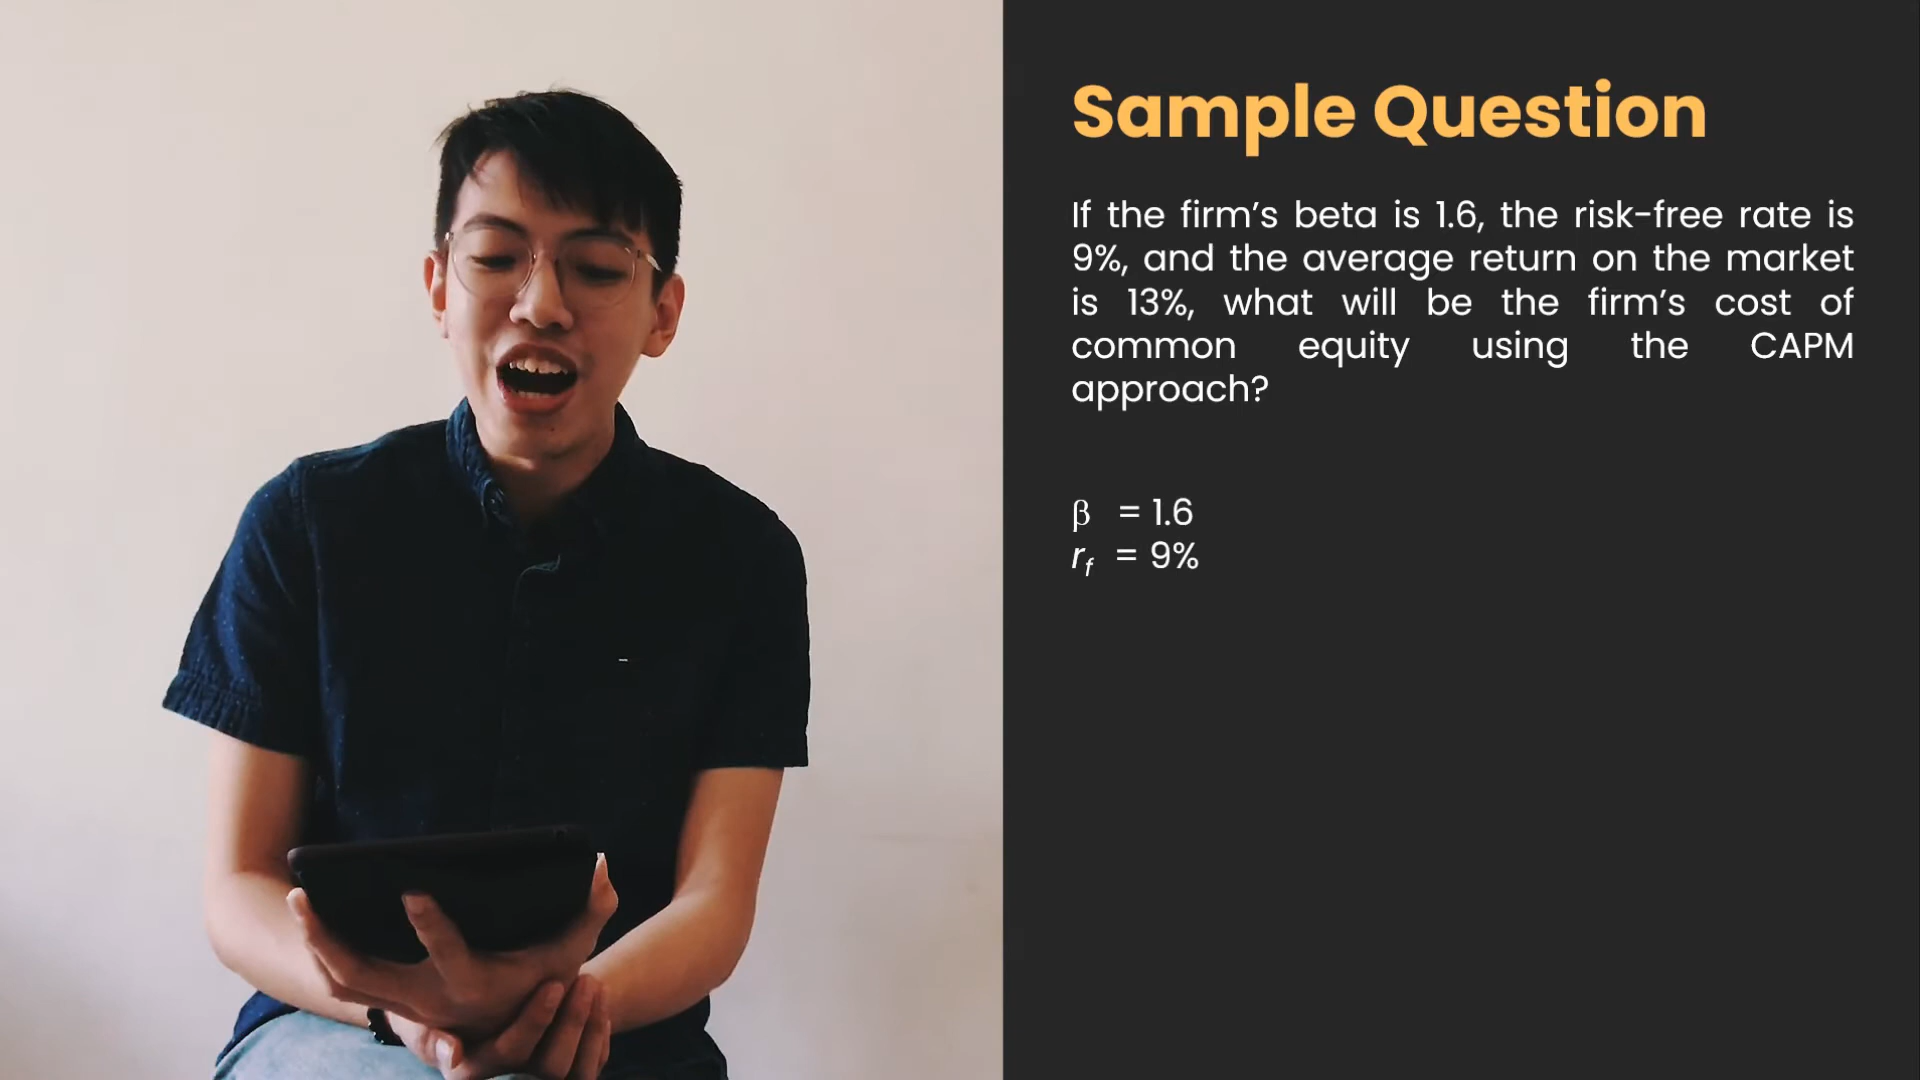 Sample Question
If the firm’s beta is 1.6, the risk-free rate is
9%, and the average return on the market
is 13%, what will be the firm’s cost of
common equity using the CAPM
approach?
β = 1.6
r_f = 9%